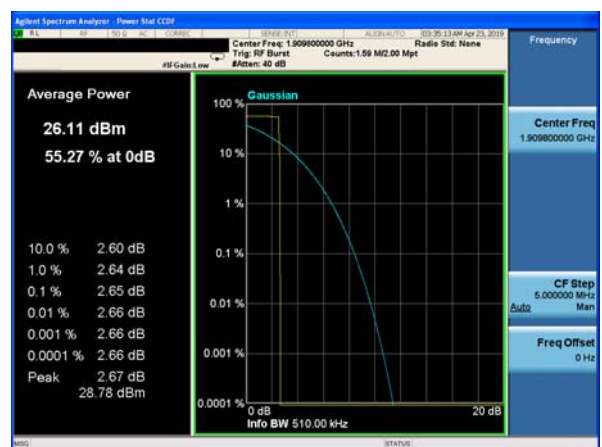 Agilent Spectrum Analyzer - Power Stat CCDF
RL RF 50 Ω AC CORREC SENSE:INT ALIGN AUTO 03:35:13 AM Apr 23, 2019
Center Freq: 1.909800000 GHz Radio Std: None
Trig: RF Burst Counts:1.59 M/2.00 Mpt
#IFGain:Low #Atten: 40 dB
Frequency
Average Power
26.11 dBm
55.27 % at 0dB
10.0 % 2.60 dB
1.0 % 2.64 dB
0.1 % 2.65 dB
0.01 % 2.66 dB
0.001 % 2.66 dB
0.0001 % 2.66 dB
Peak 2.67 dB
28.78 dBm
Gaussian
100 %
10 %
1 %
0.1 %
0.01 %
0.001 %
0.0001 %
0 dB 20 dB
Info BW 510.00 kHz
Center Freq
1.909800000 GHz
CF Step
5.000000 MHz
Auto Man
Freq Offset
0 Hz
MSG STATUS